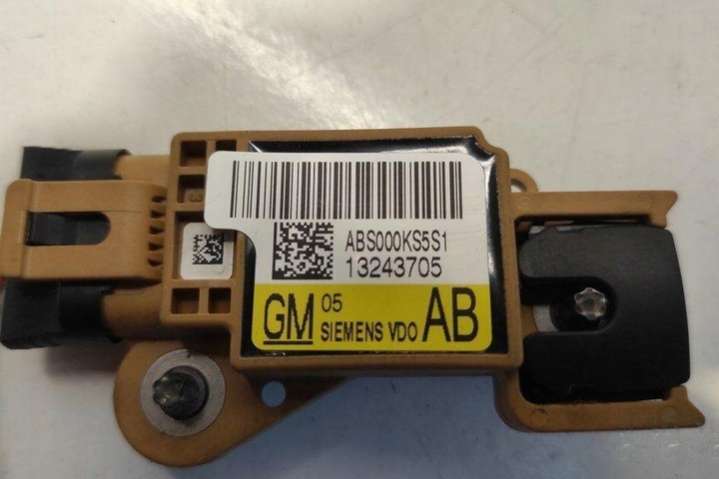 ABS000KS5S1
13243705
GM 05 AB
SIEMENS VDO